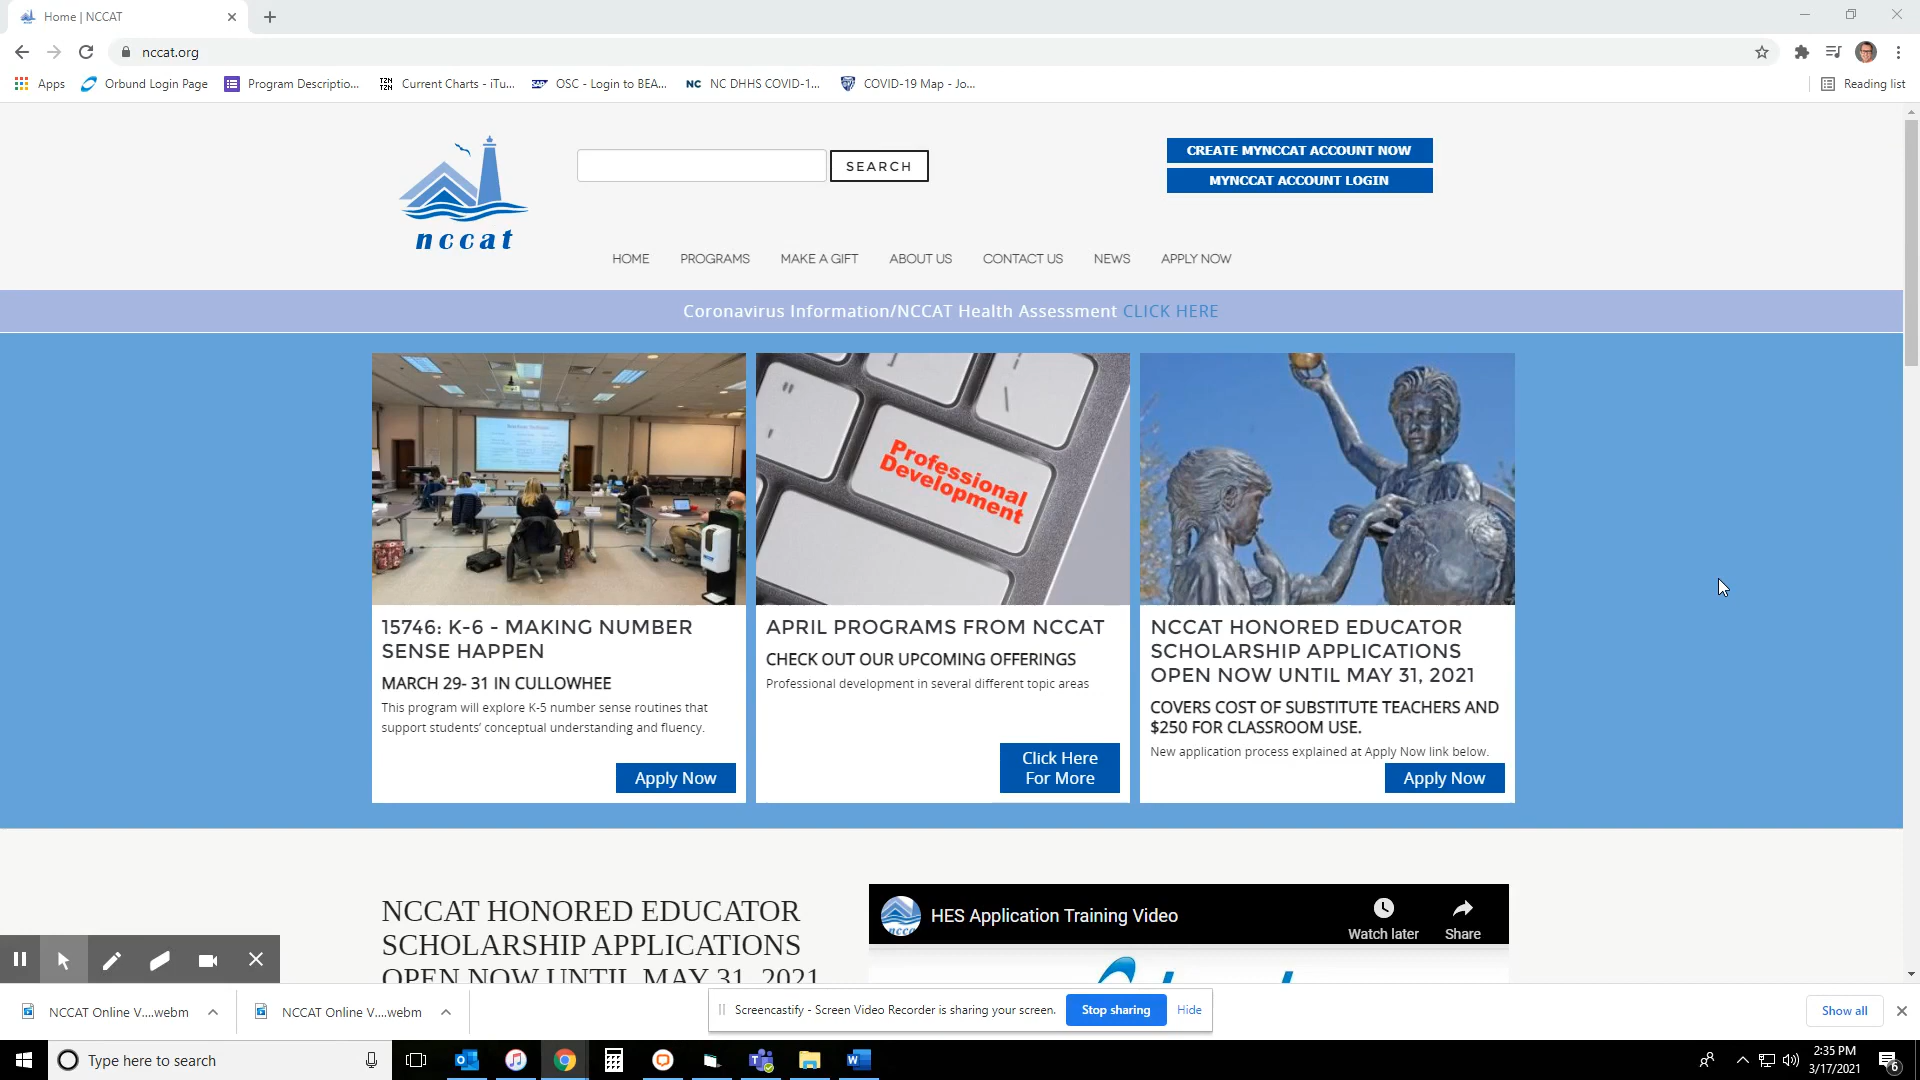 Home | NCCAT
nccat.org
Apps
Orbund Login Page
Program Descriptio...
TZN
TZN
Current Charts - iTu...
SAP
OSC - Login to BEA...
NC
NC DHHS COVID-1...
COVID-19 Map - Jo...
Reading list
nccat
SEARCH
CREATE MYNCCAT ACCOUNT NOW
MYNCCAT ACCOUNT LOGIN
HOME
PROGRAMS
MAKE A GIFT
ABOUT US
CONTACT US
NEWS
APPLY NOW
Coronavirus Information/NCCAT Health Assessment CLICK HERE
Professional
Development
15746: K-6 - MAKING NUMBER
SENSE HAPPEN
MARCH 29- 31 IN CULLOWHEE
This program will explore K-5 number sense routines that
support students' conceptual understanding and fluency.
Apply Now
APRIL PROGRAMS FROM NCCAT
CHECK OUT OUR UPCOMING OFFERINGS
Professional development in several different topic areas
Click Here
For More
NCCAT HONORED EDUCATOR
SCHOLARSHIP APPLICATIONS
OPEN NOW UNTIL MAY 31, 2021
COVERS COST OF SUBSTITUTE TEACHERS AND
$250 FOR CLASSROOM USE.
New application process explained at Apply Now link below.
Apply Now
NCCAT HONORED EDUCATOR
SCHOLARSHIP APPLICATIONS
OPEN NOW UNTIL MAY 31, 2021
nccat
HES Application Training Video
Watch later
Share
NCCAT Online V....webm
NCCAT Online V....webm
Screencastify - Screen Video Recorder is sharing your screen.
Stop sharing
Hide
Show all
Type here to search
2:35 PM
3/17/2021
6